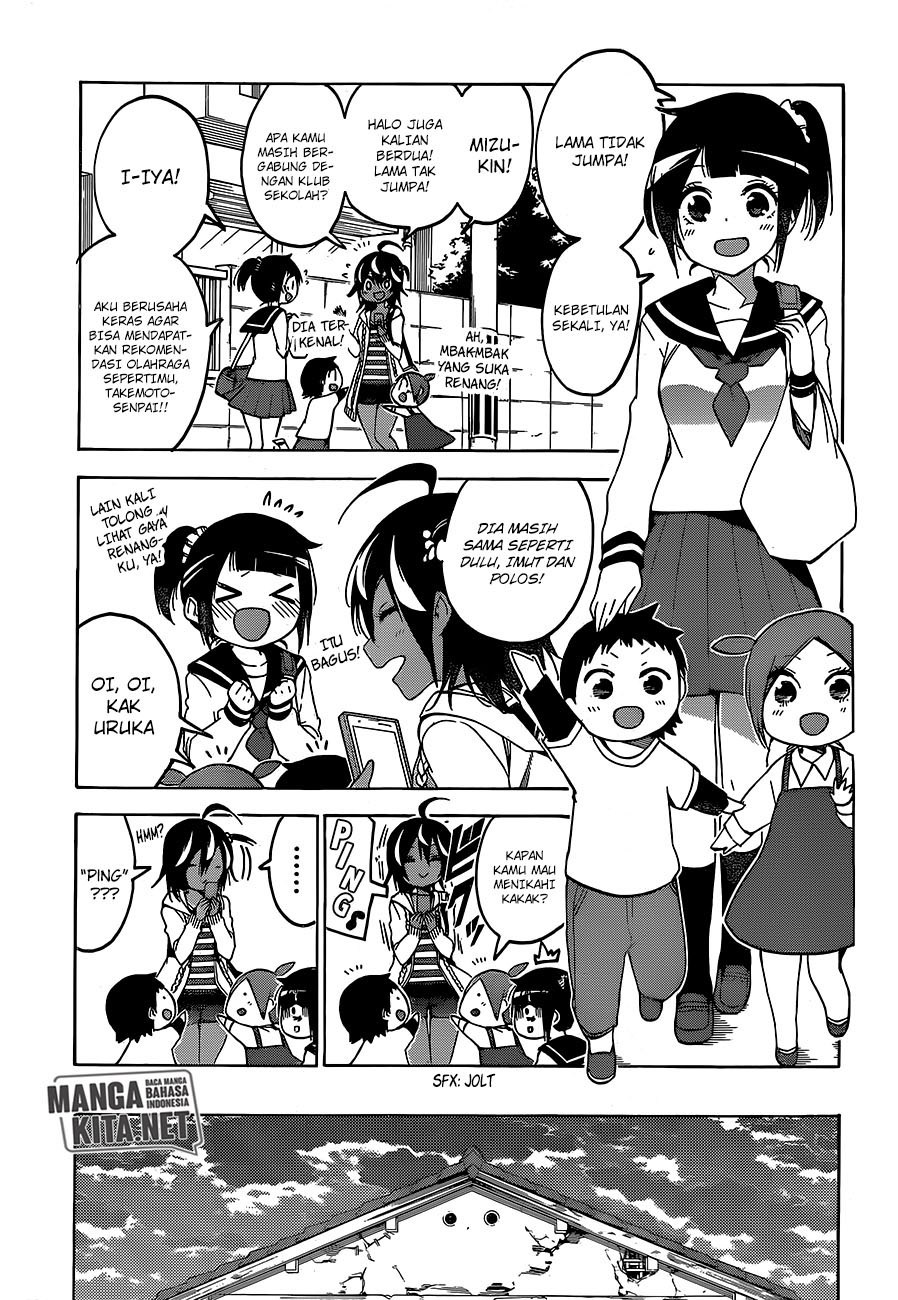 LAMA TIDAK
JUMPA!
KEBETULAN
SEKALI, YA!
MIZU-
KIN!
HALO JUGA
KALIAN
BERDUA!
LAMA TAK
JUMPA!
APA KAMU
MASIH BER-
GABUNG DE-
NGAN KLUB
SEKOLAH?
I-IYA!
AKU BERUSAHA
KERAS AGAR
BISA MENDAPAT-
KAN REKOMEN-
DASI OLAHRAGA
SEPERTIMU,
TAKEMOTO-
SENPAI!!
DIA TER-
KENAL!
AH,
MBAK-MBAK
YANG SUKA
RENANG!
DIA MASIH
SAMA SEPERTI
DULU, IMUT DAN
POLOS!
ITU
BAGUS!
LAIN KALI
TOLONG
LIHAT GAYA
RENANG-
KU, YA!
OI, OI,
KAK
URUKA
KAPAN
KAMU MAU
MENIKAHI
KAKAK?
PING♪
SFX: JOLT
......
HMM?
"PING"
???
MANGA
KITA.NET
BACA MANGA
BAHASA
INDONESIA